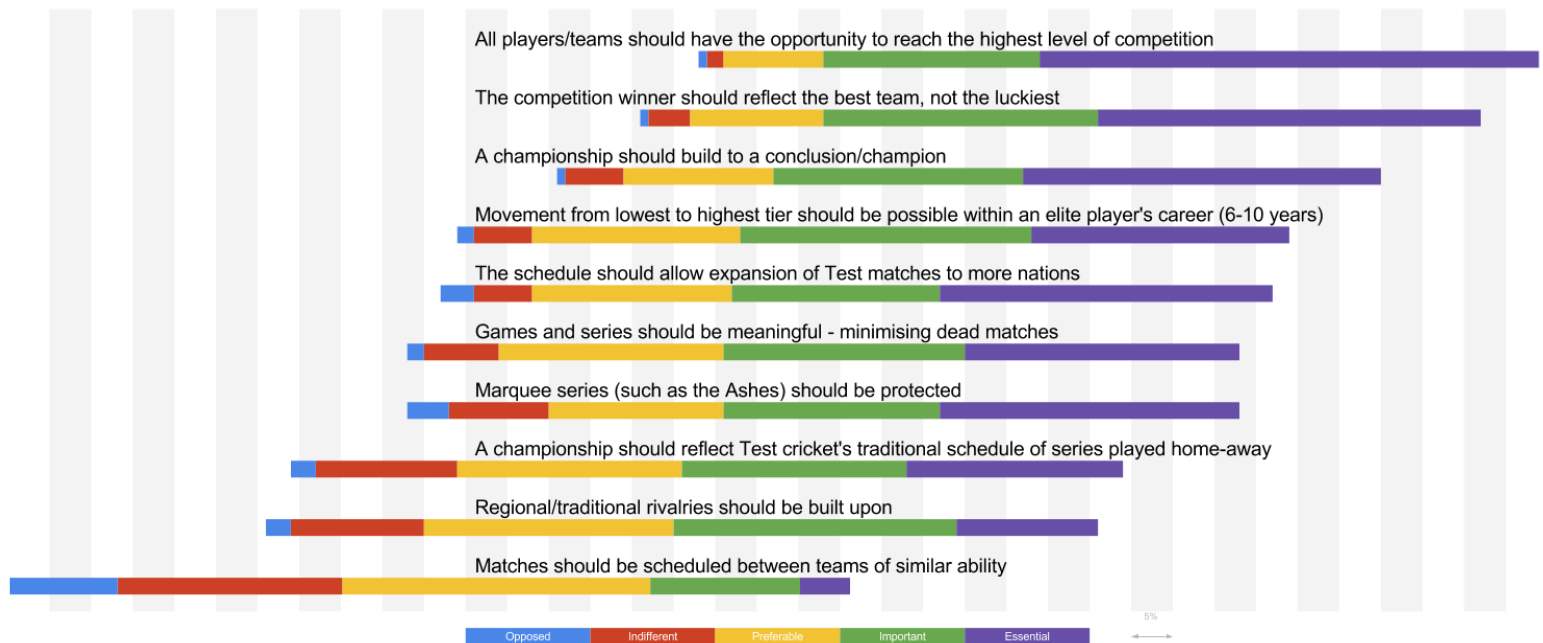 All players/teams should have the opportunity to reach the highest level of competition
The competition winner should reflect the best team, not the luckiest
A championship should build to a conclusion/champion
Movement from lowest to highest tier should be possible within an elite player's career (6-10 years)
The schedule should allow expansion of Test matches to more nations
Games and series should be meaningful - minimising dead matches
Marquee series (such as the Ashes) should be protected
A championship should reflect Test cricket's traditional schedule of series played home-away
Regional/traditional rivalries should be built upon
Matches should be scheduled between teams of similar ability
5%
Opposed Indifferent Preferable Important Essential